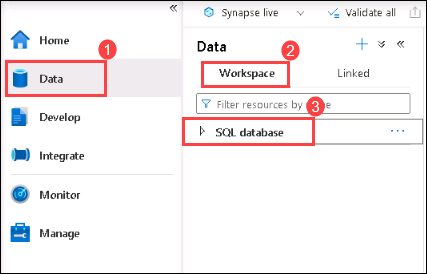 Synapse live
Validate all
Home
1
Data
Data
2
Workspace
Linked
Develop
Filter resources by
3
SQL database
Integrate
Monitor
Manage